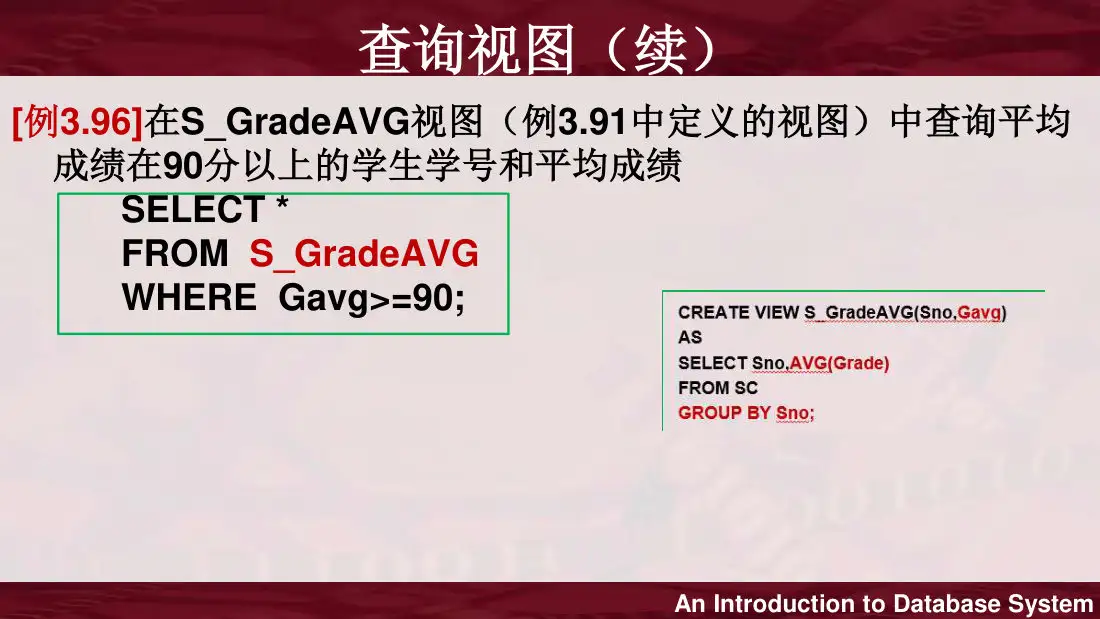 查询视图（续）
[例3.96]在S_GradeAVG视图（例3.91中定义的视图）中查询平均
成绩在90分以上的学生学号和平均成绩
SELECT *
FROM S_GradeAVG
WHERE Gavg>=90;
CREATE VIEW S_GradeAVG(Sno,Gavg)
AS
SELECT Sno,AVG(Grade)
FROM SC
GROUP BY Sno;
An Introduction to Database System